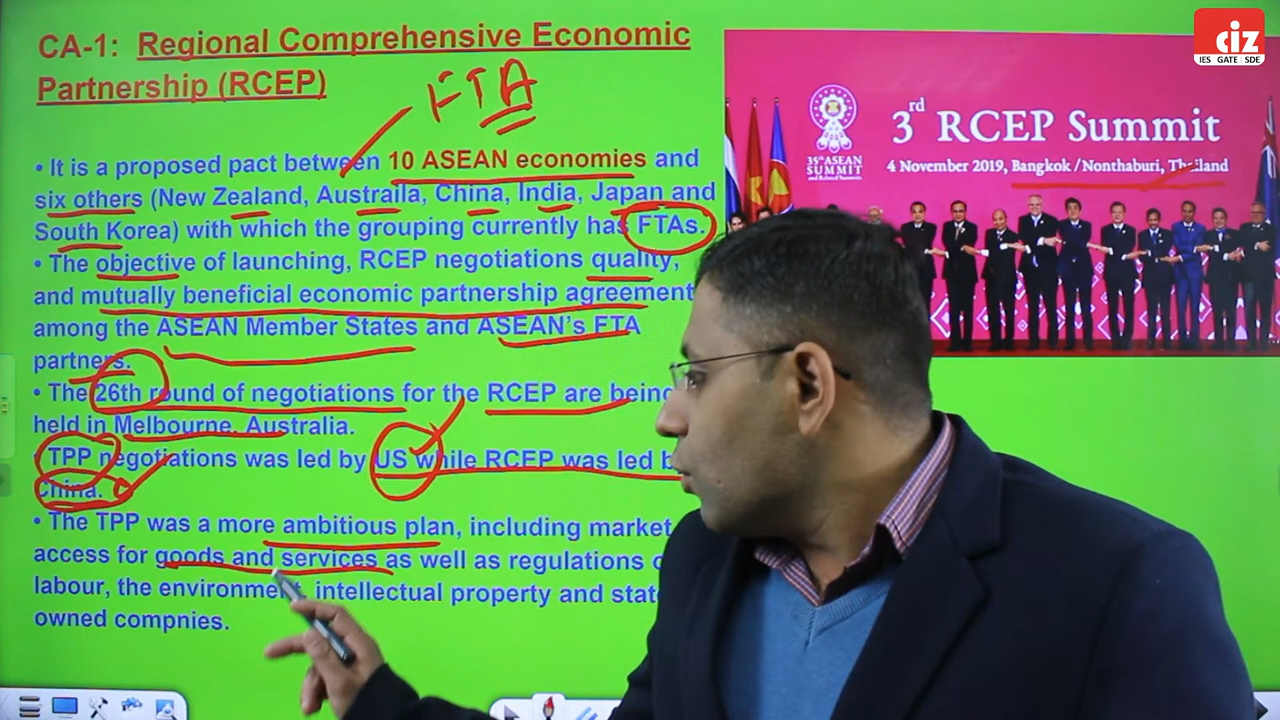 CA-1: Regional Comprehensive Economic
Partnership (RCEP)
FTA
• It is a proposed pact between 10 ASEAN economies and
six others (New Zealand, Australia, China, India, Japan and
South Korea) with which the grouping currently has FTAs.
• The objective of launching, RCEP negotiations quality,
and mutually beneficial economic partnership agreement
among the ASEAN Member States and ASEAN's FTA
partners.
• The 26th round of negotiations for the RCEP are being
held in Melbourne, Australia.
• TPP negotiations was led by US while RCEP was led
China.
• The TPP was a more ambitious plan, including market
access for goods and services as well as regulations
labour, the environment, intellectual property and state
owned compnies.
ciz
IES GATE SDE
35th ASEAN
SUMMIT
3rd RCEP Summit
4 November 2019, Bangkok / Nonthaburi, Thailand